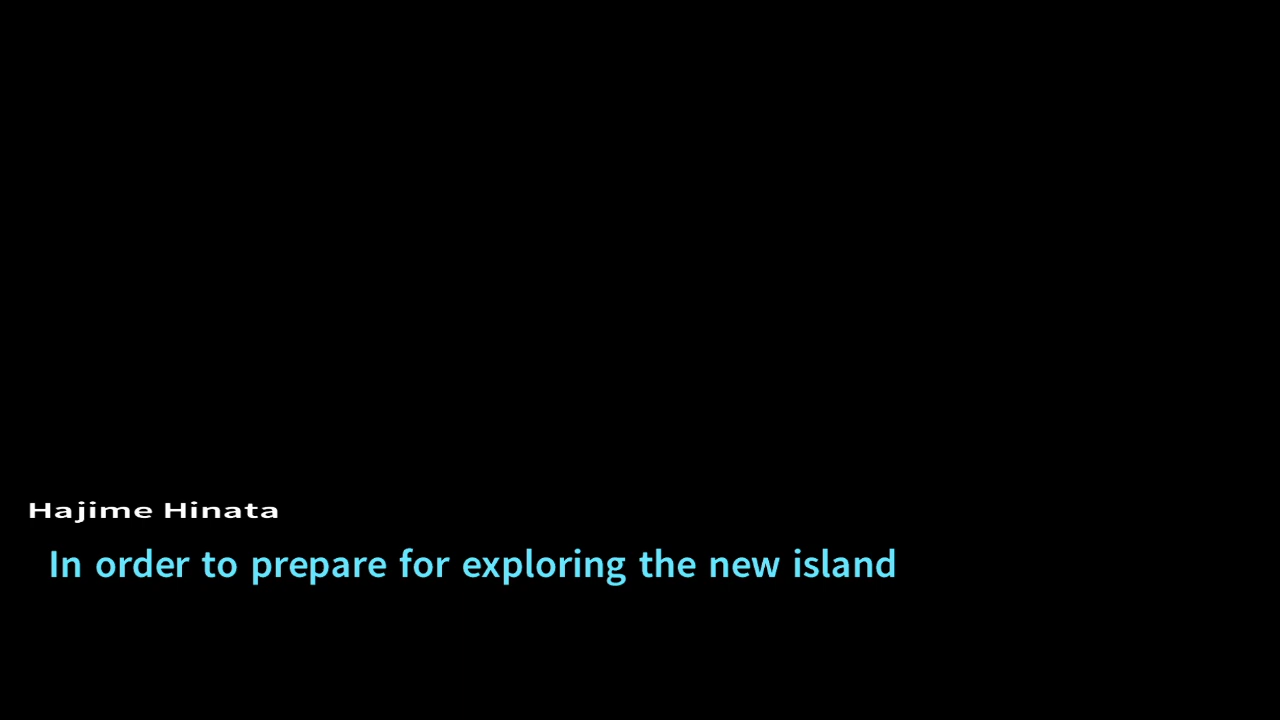 Hajime Hinata
In order to prepare for exploring the new island